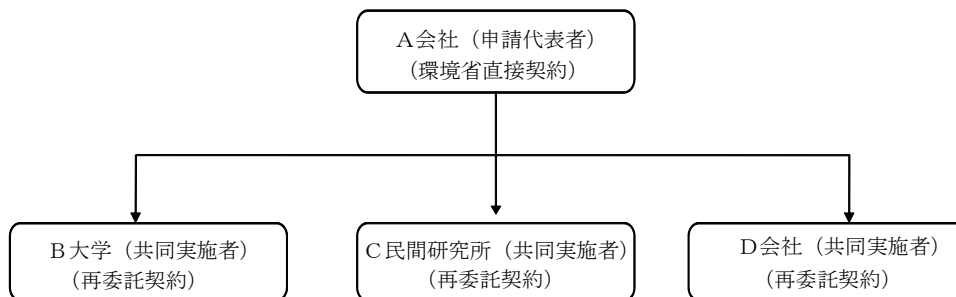 A会社（申請代表者）
（環境省直接契約）
B大学（共同実施者）
（再委託契約）
C民間研究所（共同実施者）
（再委託契約）
D会社（共同実施者）
（再委託契約）